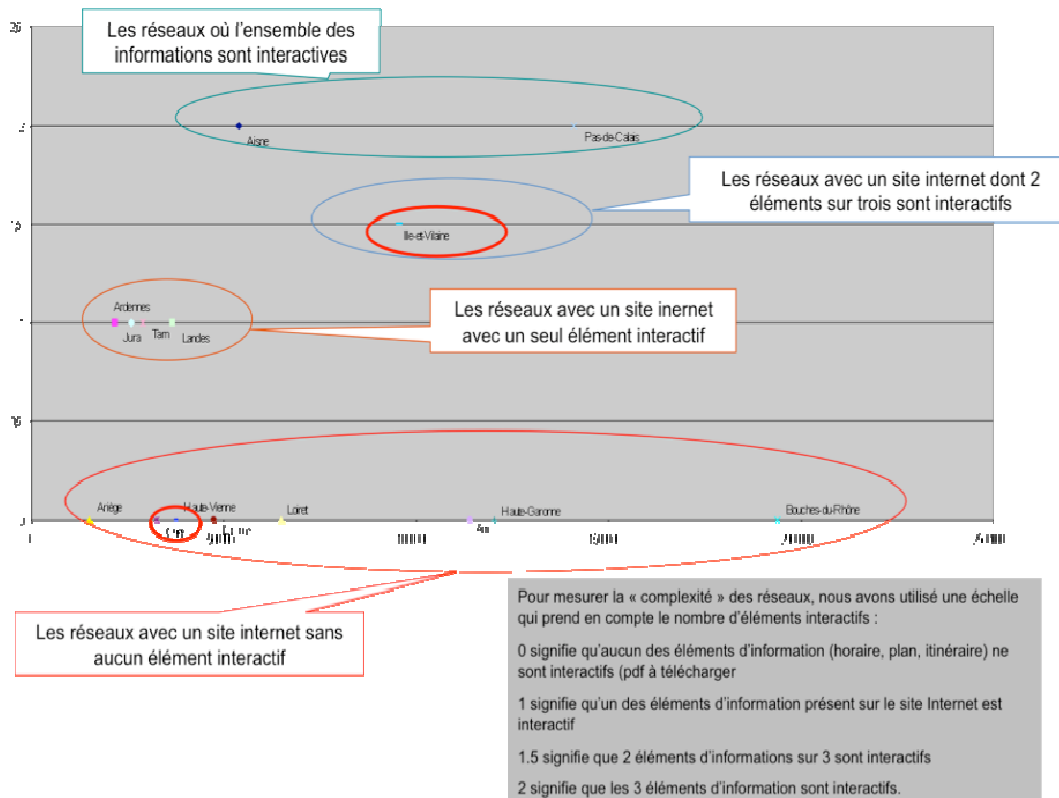 Les réseaux où l'ensemble des
informations sont interactives
Aisne
Pas-de-Calais
Les réseaux avec un site internet dont 2
éléments sur trois sont interactifs
Ille-et-Vilaine
Ardennes
Jura
Tarn
Landes
Les réseaux avec un site inernet
avec un seul élément interactif
Ariège
Haute-Vienne
Loiret
Haute-Garonne
Bouches-du-Rhône
Les réseaux avec un site internet sans
aucun élément interactif
Pour mesurer la « complexité » des réseaux, nous avons utilisé une échelle
qui prend en compte le nombre d'éléments interactifs :
0 signifie qu'aucun des éléments d'information (horaire, plan, itinéraire) ne
sont interactifs (pdf à télécharger
1 signifie qu'un des éléments d'information présent sur le site Internet est
interactif
1.5 signifie que 2 éléments d'informations sur 3 sont interactifs
2 signifie que les 3 éléments d'information sont interactifs.